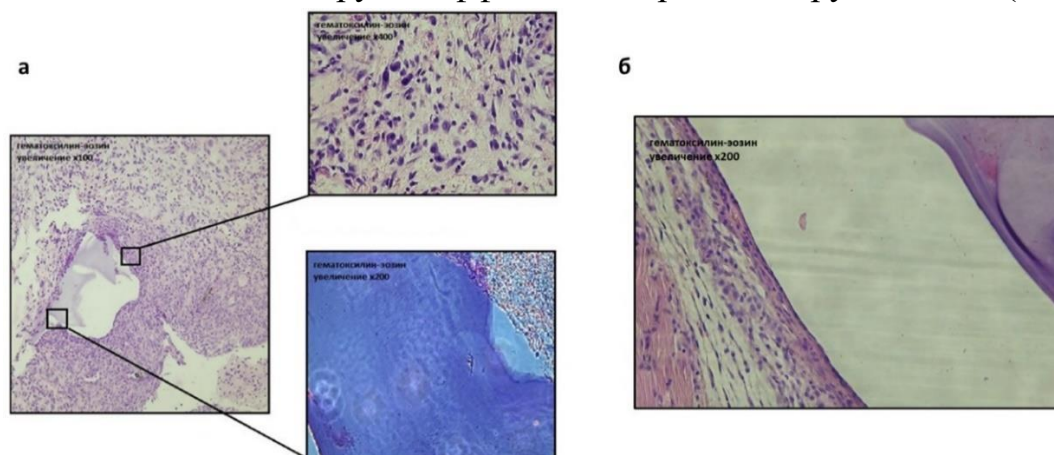 а
гематоксилин-эозин
увеличение х400
б
гематоксилин-эозин
увеличение х100
гематоксилин-эозин
увеличение х200
гематоксилин-эозин
увеличение х200